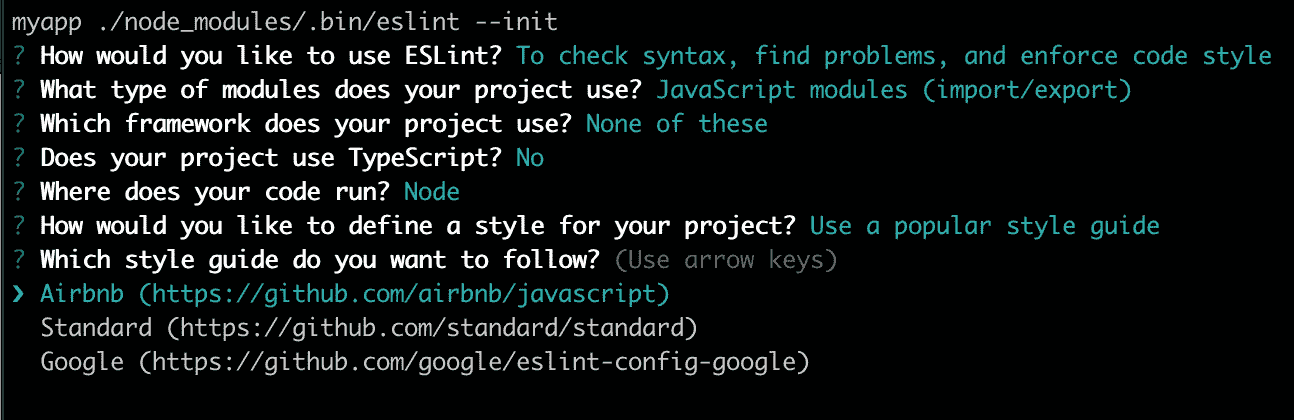 myapp ./node_modules/.bin/eslint --init
? How would you like to use ESLint? To check syntax, find problems, and enforce code style
? What type of modules does your project use? JavaScript modules (import/export)
? Which framework does your project use? None of these
? Does your project use TypeScript? No
? Where does your code run? Node
? How would you like to define a style for your project? Use a popular style guide
? Which style guide do you want to follow? (Use arrow keys)
❯ Airbnb (https://github.com/airbnb/javascript)
Standard (https://github.com/standard/standard)
Google (https://github.com/google/eslint-config-google)